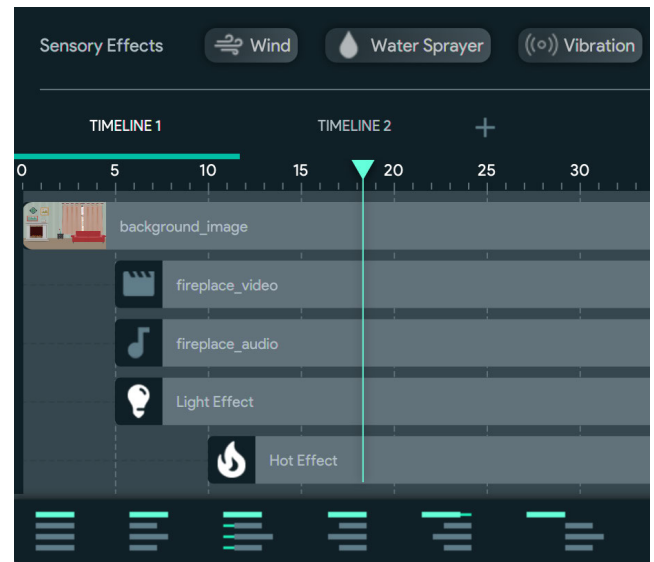 Sensory Effects Wind Water Sprayer Vibration
TIMELINE 1 TIMELINE 2
0 5 10 15 20 25 30
background_image
fireplace_video
fireplace_audio
Light Effect
Hot Effect